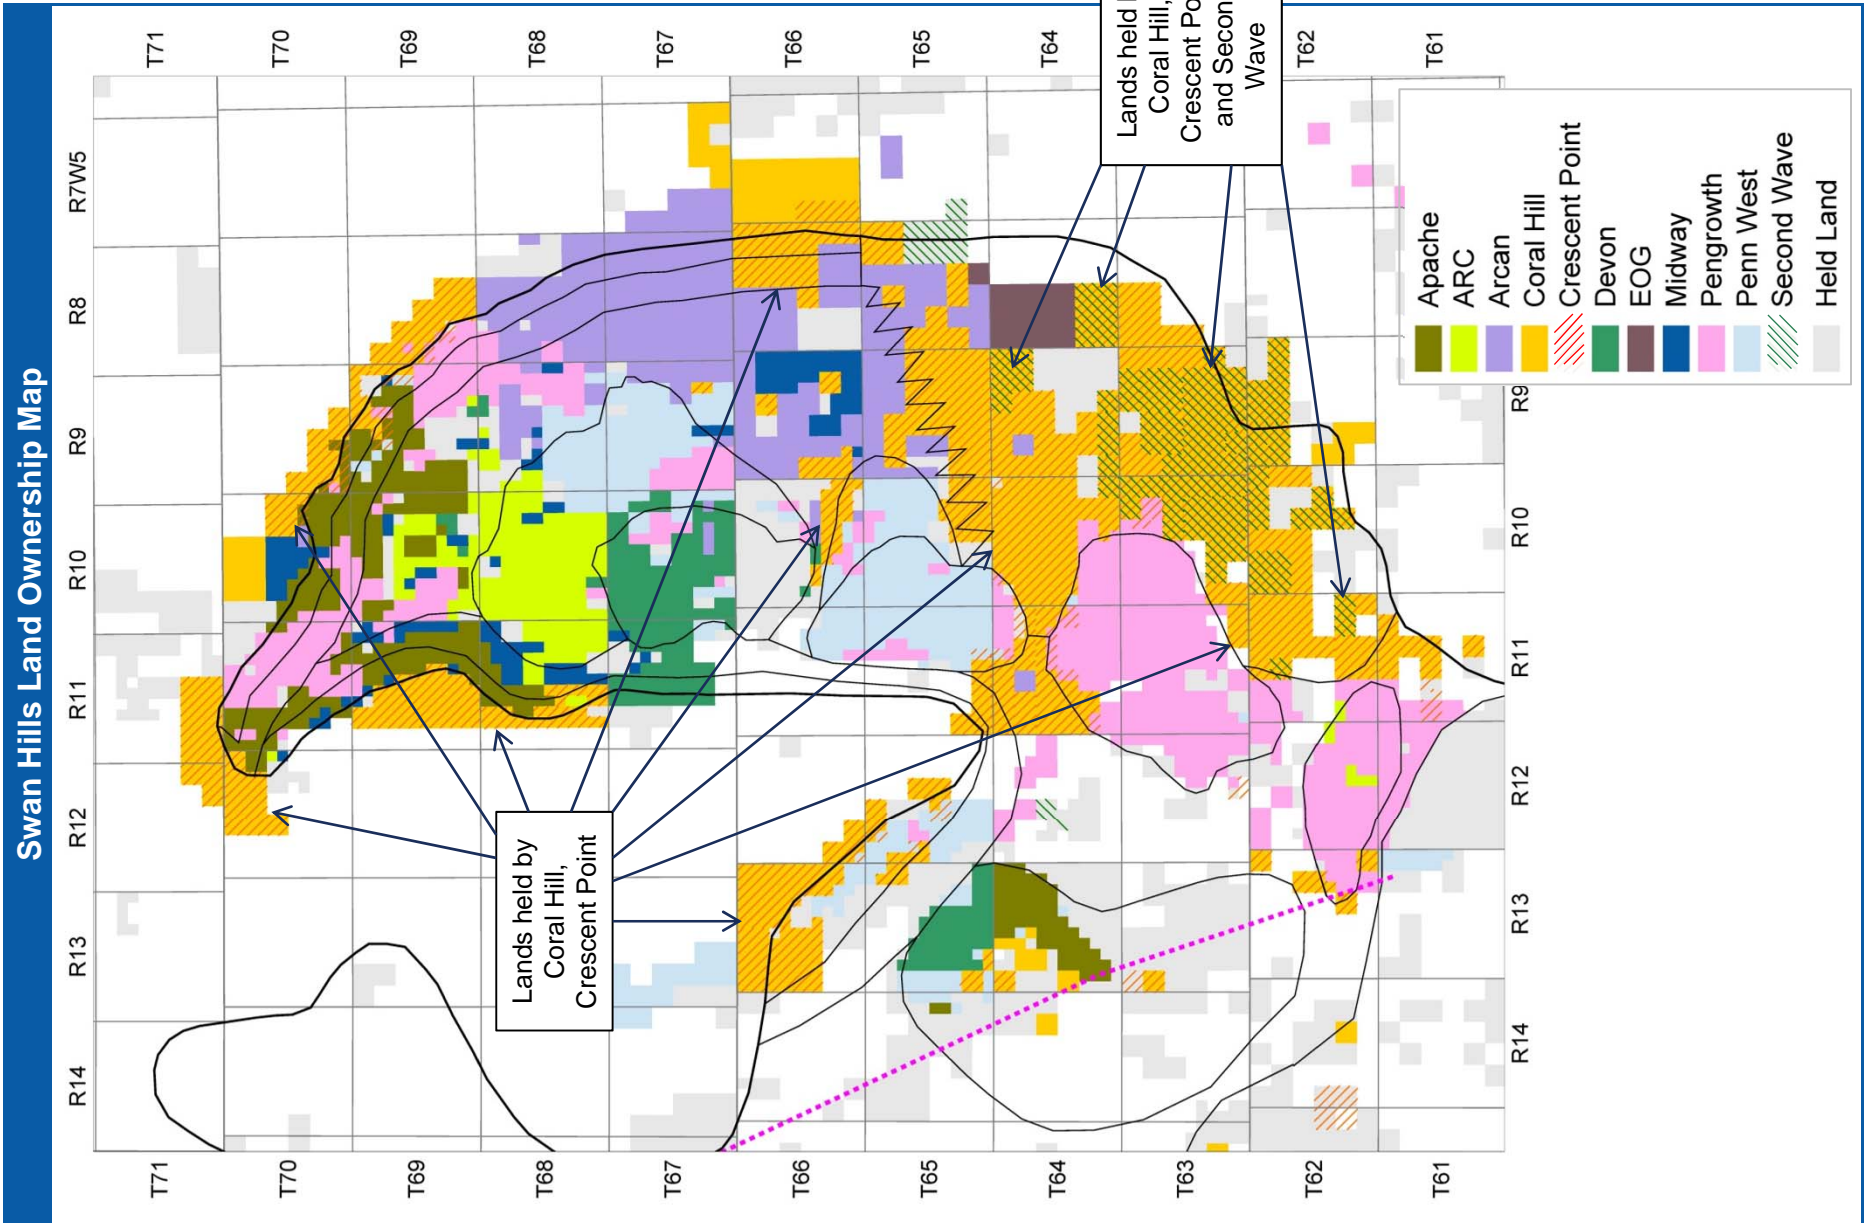 Swan Hills Land Ownership Map
T71
T70
T69
T68
T67
T66
T65
T64
T62
T61
R7W5
R8
R9
R10
R11
R12
R13
R14
R9
R10
R11
R12
R13
R14
T71
T70
T69
T68
T67
T66
T65
T64
T63
T62
T61
Lands held by
Coral Hill,
Crescent Point
Lands held
Coral Hill,
Crescent Po
and Secon
Wave
Apache
ARC
Arcan
Coral Hill
Crescent Point
Devon
EOG
Midway
Pengrowth
Penn West
Second Wave
Held Land